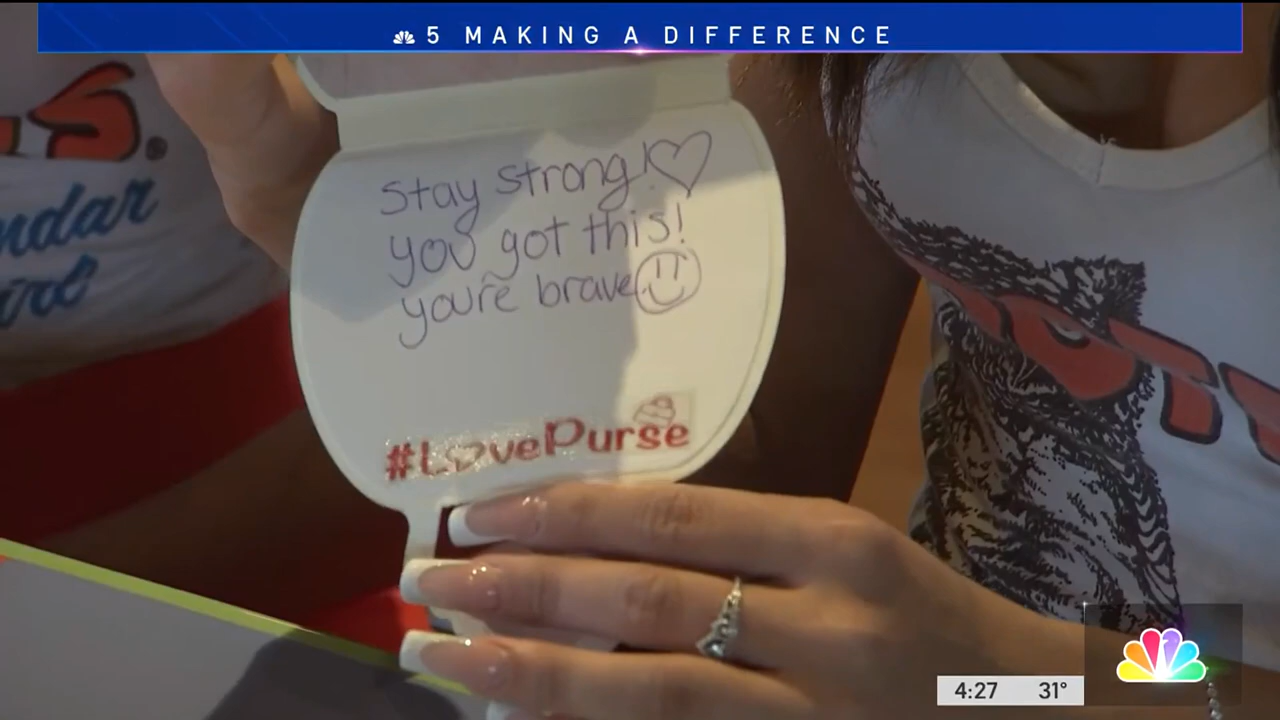 5 MAKING A DIFFERENCE
Stay strong!
you got this!
you're brave
#LovePurse
4:27 31°